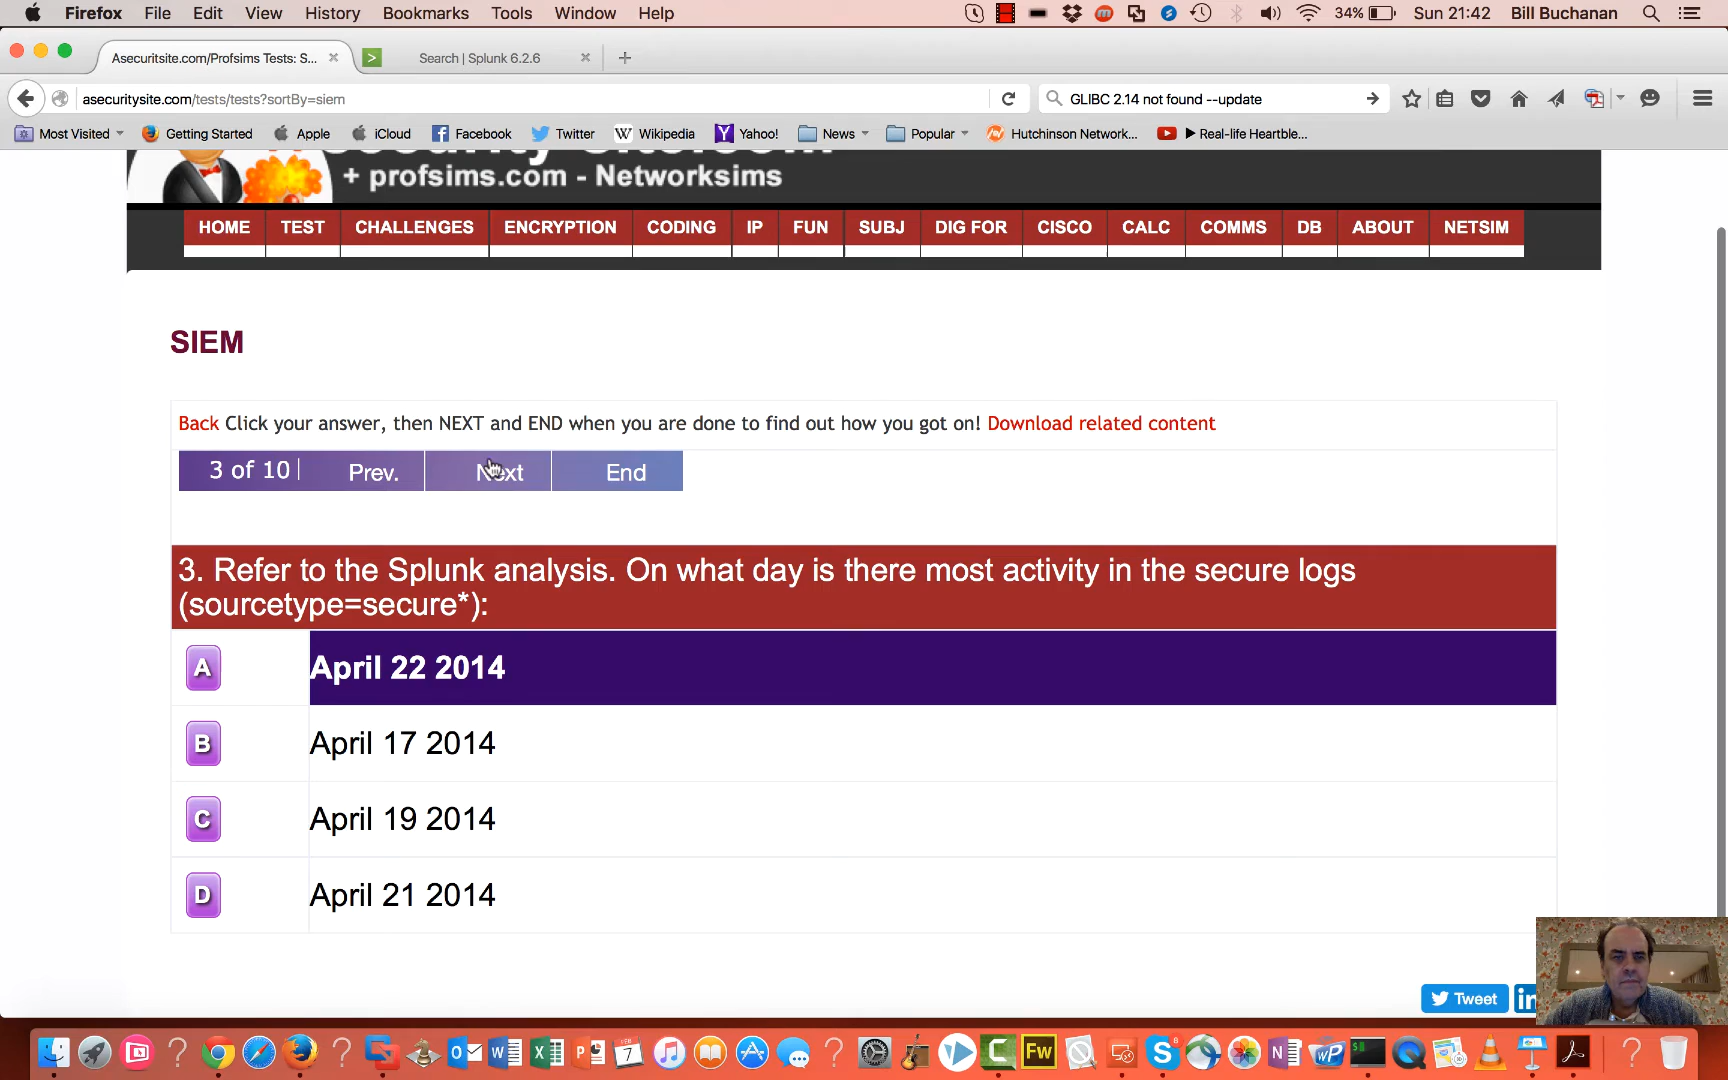 Firefox File Edit View History Bookmarks Tools Window Help 34% Sun 21:42 Bill Buchanan
Asecuritsite.com/Profsims Tests: S... Search | Splunk 6.2.6
asecuritysite.com/tests/tests?sortBy=siem GLIBC 2.14 not found --update
Most Visited Getting Started Apple iCloud Facebook Twitter Wikipedia Yahoo! News Popular Hutchinson Network... ▶ Real-life Heartble...
+ profsims.com - Networksims
HOME TEST CHALLENGES ENCRYPTION CODING IP FUN SUBJ DIG FOR CISCO CALC COMMS DB ABOUT NETSIM
SIEM
Back Click your answer, then NEXT and END when you are done to find out how you got on! Download related content
3 of 10 | Prev. Next End
3. Refer to the Splunk analysis. On what day is there most activity in the secure logs
(sourcetype=secure*):
A April 22 2014
B April 17 2014
C April 19 2014
D April 21 2014
Tweet in